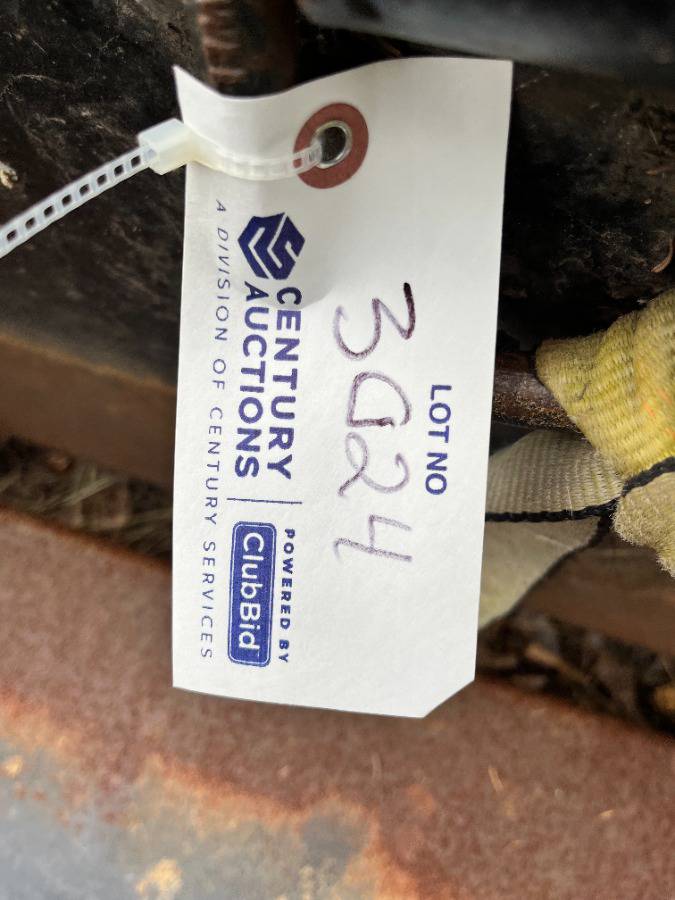 LOT NO
3024
CENTURY
AUCTIONS
A DIVISION OF CENTURY SERVICES
POWERED BY
ClubBid